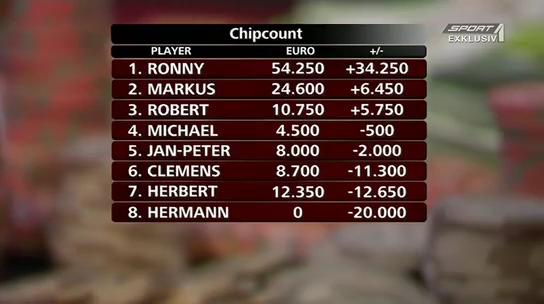 Chipcount
SPORT1
EXKLUSIV
PLAYER EURO +/-
1. RONNY 54.250 +34.250
2. MARKUS 24.600 +6.450
3. ROBERT 10.750 +5.750
4. MICHAEL 4.500 -500
5. JAN-PETER 8.000 -2.000
6. CLEMENS 8.700 -11.300
7. HERBERT 12.350 -12.650
8. HERMANN 0 -20.000